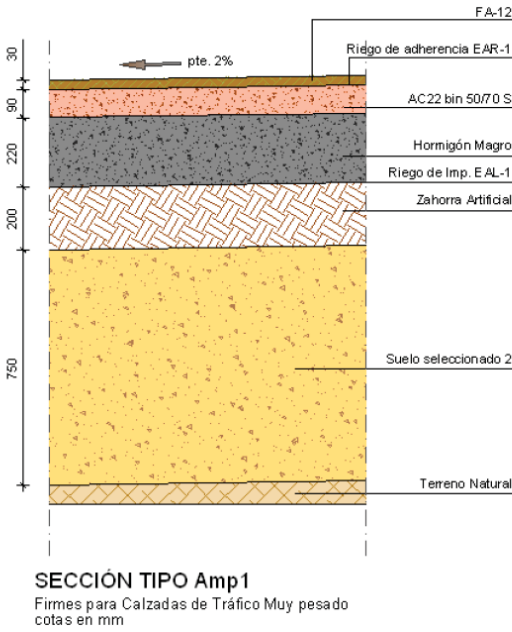 FA-12
30
Riego de adherencia EAR-1
pte. 2%
90
AC22 bin 50/70 S
220
Hormigón Magro
Riego de Imp. EAL-1
200
Zahorra Artificial
750
Suelo seleccionado 2
Terreno Natural
SECCIÓN TIPO Amp1
Firmes para Calzadas de Tráfico Muy pesado
cotas en mm